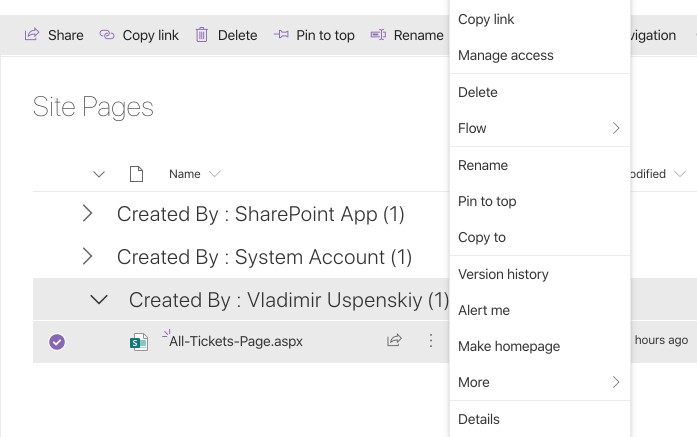 Share Copy link Delete Pin to top Rename
Site Pages
Name
Created By : SharePoint App (1)
Created By : System Account (1)
Created By : Vladimir Uspenskiy (1)
All-Tickets-Page.aspx
hours ago
Copy link
Manage access
Delete
Flow
Rename
Pin to top
Copy to
Version history
Alert me
Make homepage
More
Details